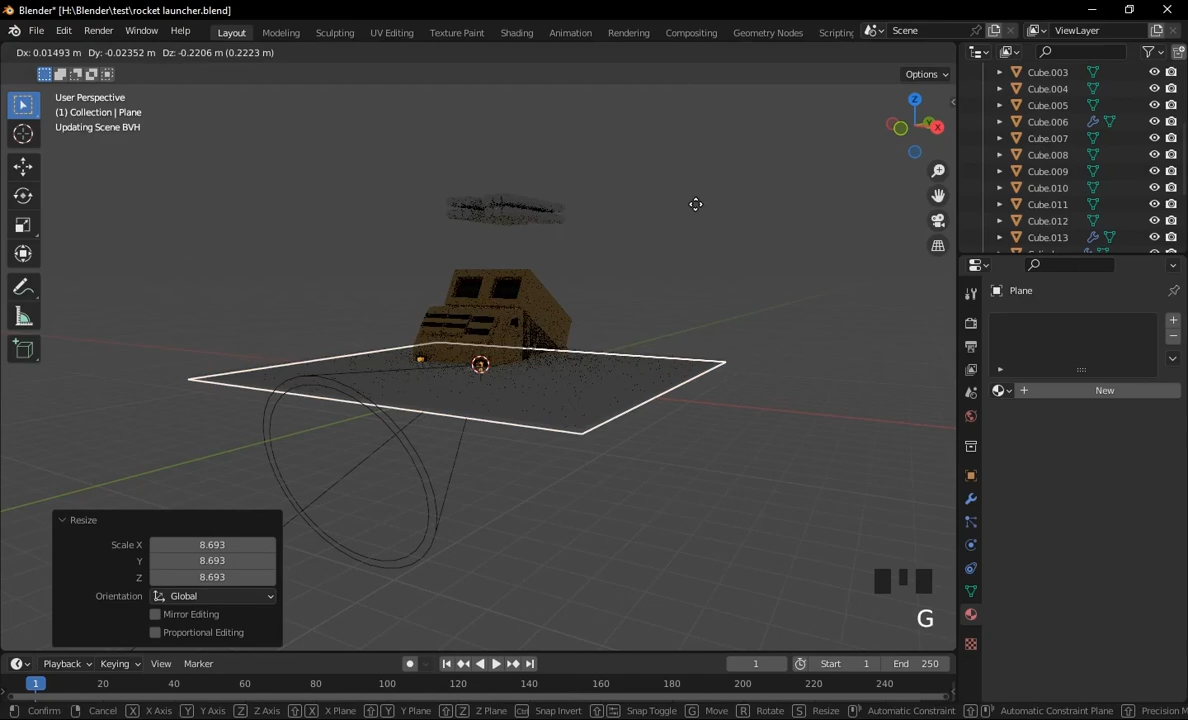 Blender* [H:\Blender\test\rocket launcher.blend]
File Edit Render Window Help Layout Modeling Sculpting UV Editing Texture Paint Shading Animation Rendering Compositing Geometry Nodes Scripting Scene ViewLayer
Dx: 0.01493 m Dy: -0.02352 m Dz: -0.2206 m (0.2223 m)
Options
User Perspective
(1) Collection | Plane
Updating Scene BVH
Z
Y
X
Cube.003
Cube.004
Cube.005
Cube.006
Cube.007
Cube.008
Cube.009
Cube.010
Cube.011
Cube.012
Cube.013
Plane
New
Resize
Scale X 8.693
Y 8.693
Z 8.693
Orientation Global
Mirror Editing
Proportional Editing
G
Playback Keying View Marker 1 Start 1 End 250
1 20 40 60 80 100 120 140 160 180 200 220 240
Confirm Cancel X X Axis Y Y Axis Z Z Axis X X Plane Y Y Plane Z Z Plane Ctrl Snap Invert Snap Toggle G Move R Rotate S Resize Automatic Constraint Automatic Constraint Plane Precision M